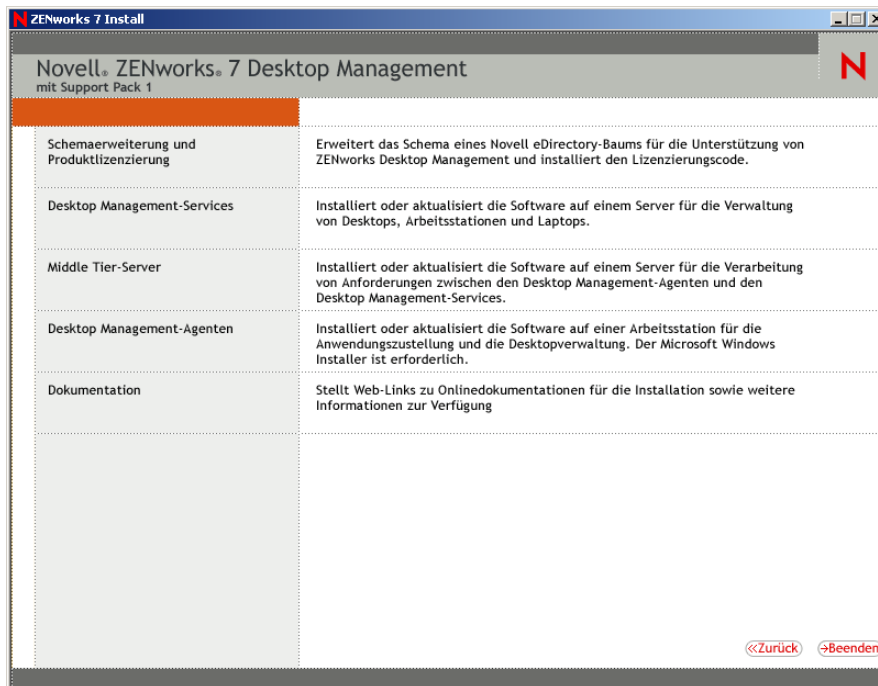 ZENworks 7 Install
Novell® ZENworks® 7 Desktop Management
mit Support Pack 1
N
Schemaerweiterung und
Produktlizenzierung
Erweitert das Schema eines Novell eDirectory-Baums für die Unterstützung von
ZENworks Desktop Management und installiert den Lizenzierungscode.
Desktop Management-Services
Installiert oder aktualisiert die Software auf einem Server für die Verwaltung
von Desktops, Arbeitsstationen und Laptops.
Middle Tier-Server
Installiert oder aktualisiert die Software auf einem Server für die Verarbeitung
von Anforderungen zwischen den Desktop Management-Agenten und den
Desktop Management-Services.
Desktop Management-Agenten
Installiert oder aktualisiert die Software auf einer Arbeitsstation für die
Anwendungszustellung und die Desktopverwaltung. Der Microsoft Windows
Installer ist erforderlich.
Dokumentation
Stellt Web-Links zu Onlinedokumentationen für die Installation sowie weitere
Informationen zur Verfügung
Zurück
Beenden